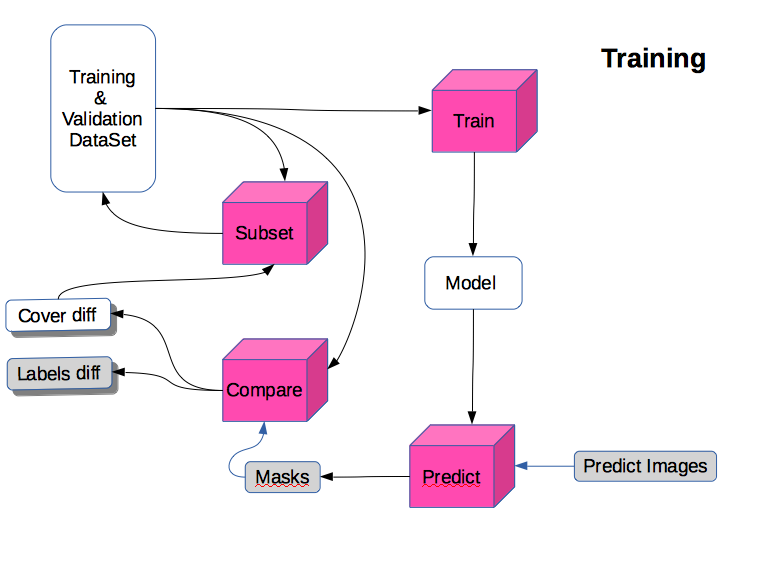 Training
Training
&
Validation
DataSet
Train
Subset
Model
Cover diff
Labels diff
Compare
Masks
Predict
Predict Images